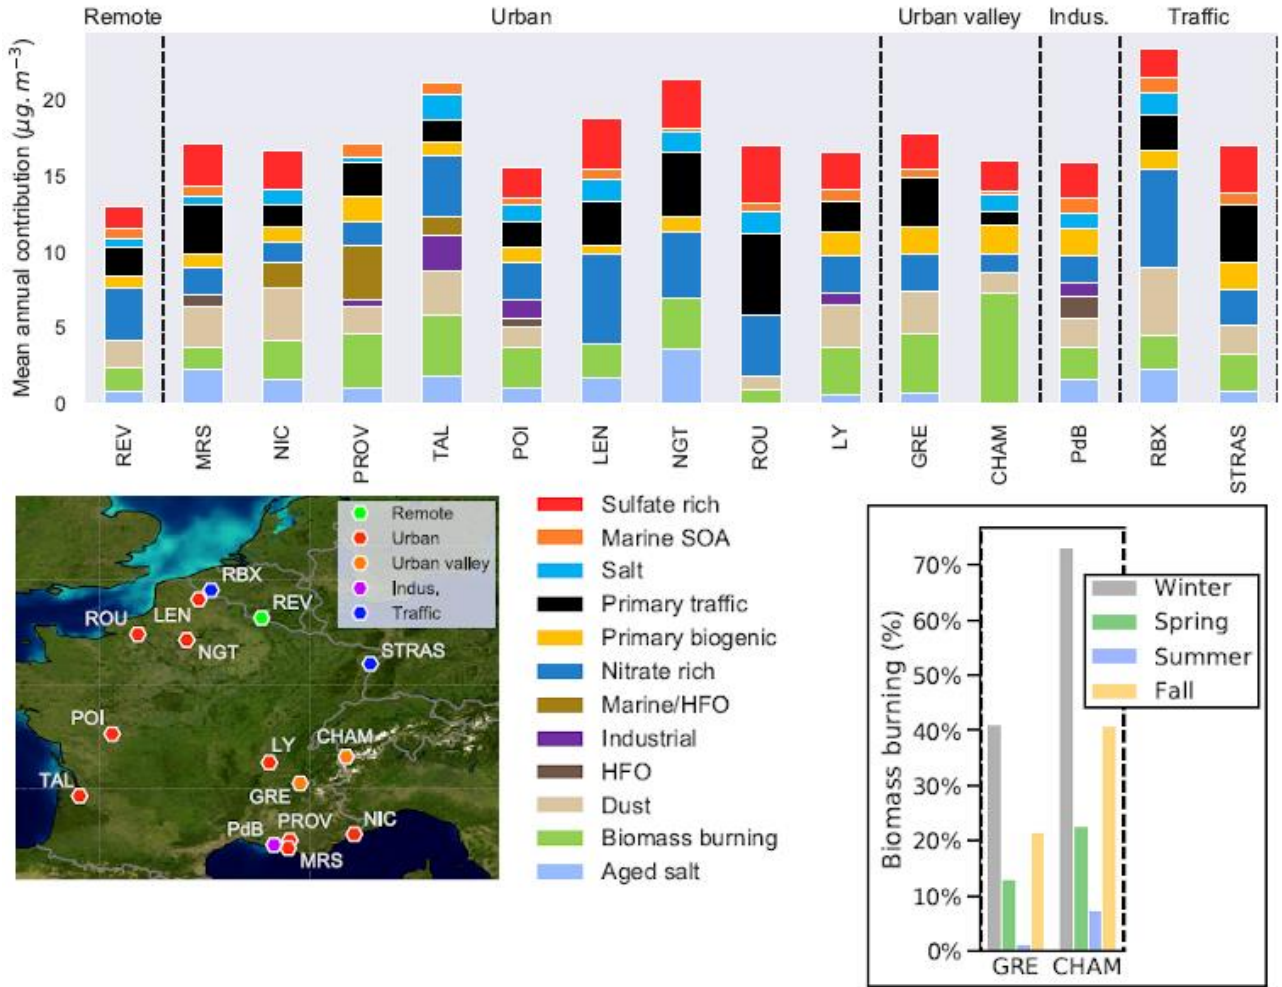 Remote Urban Urban valley Indus. Traffic
Mean annual contribution (µg. m⁻³)
20
15
10
5
0
REV MRS NIC PROV TAL POI LEN NGT ROU LY GRE CHAM PdB RBX STRAS
Remote
Urban
Urban valley
Indus,
Traffic
RBX
REV
LEN
ROU
NGT
STRAS
POI
LY
CHAM
TAL
GRE
PdB
PROV
NIC
MRS
Sulfate rich
Marine SOA
Salt
Primary traffic
Primary biogenic
Nitrate rich
Marine/HFO
Industrial
HFO
Dust
Biomass burning
Aged salt
Biomass burning (%)
70%
60%
50%
40%
30%
20%
10%
0%
Winter
Spring
Summer
Fall
GRE CHAM